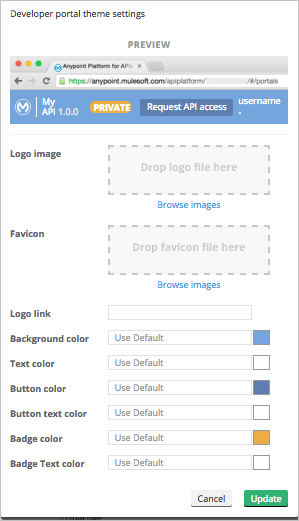 Developer portal theme settings
PREVIEW
Anypoint Platform for APIs
https://anypoint.mulesoft.com/apiplatform/ /#/portals
My API 1.0.0 PRIVATE Request API access username
Logo image
Drop logo file here
Browse images
Favicon
Drop favicon file here
Browse images
Logo link
Background color Use Default
Text color Use Default
Button color Use Default
Button text color Use Default
Badge color Use Default
Badge Text color Use Default
Cancel Update